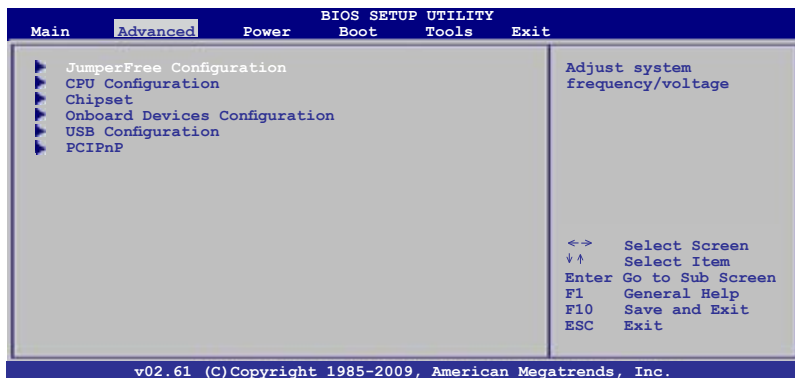 BIOS SETUP UTILITY
Main Advanced Power Boot Tools Exit
JumperFree Configuration
CPU Configuration
Chipset
Onboard Devices Configuration
USB Configuration
PCIPnP
Adjust system
frequency/voltage
←→ Select Screen
↓↑ Select Item
Enter Go to Sub Screen
F1 General Help
F10 Save and Exit
ESC Exit
v02.61 (C)Copyright 1985-2009, American Megatrends, Inc.